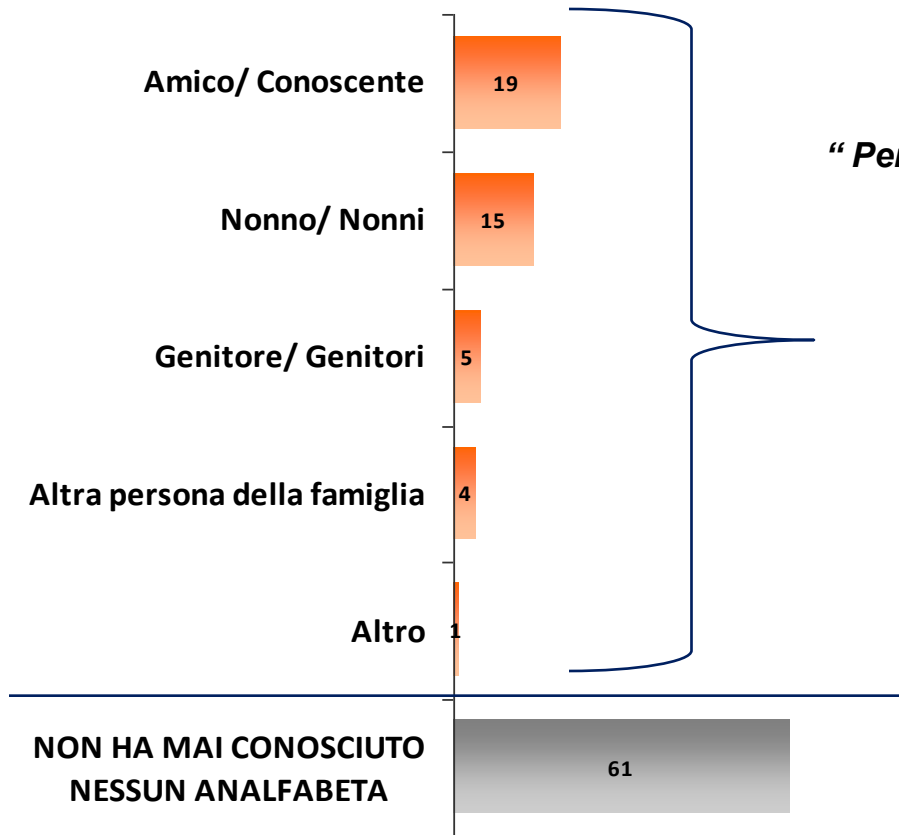 Amico/ Conoscente
19
“ Per
Nonno/ Nonni
15
Genitore/ Genitori
5
Altra persona della famiglia
4
Altro
1
NON HA MAI CONOSCIUTO
NESSUN ANALFABETA
61